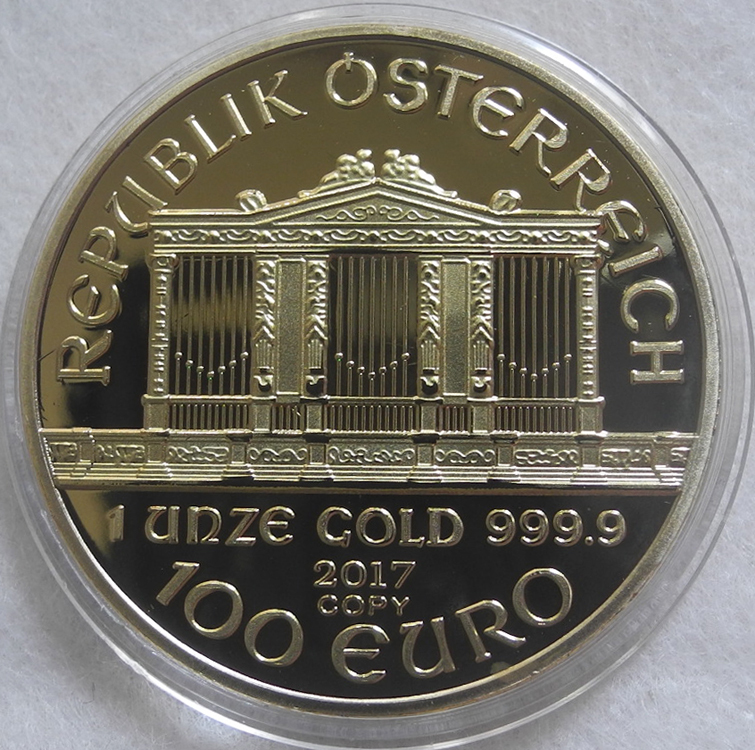 REPUBLIK ÖSTERREICH
1 UNZE GOLD 999.9
2017
COPY
100 EURO